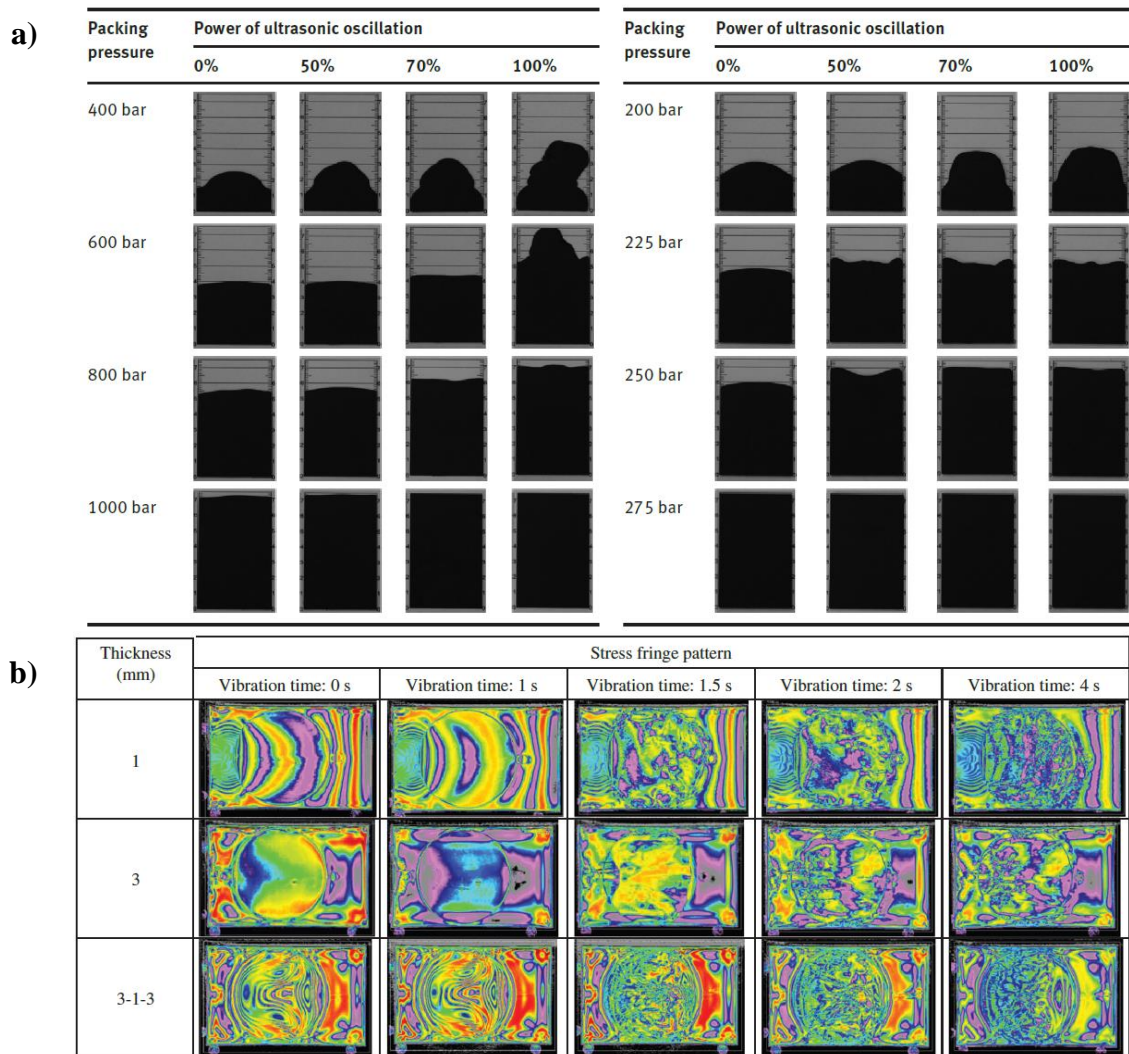 a)
Packing pressure
Power of ultrasonic oscillation
0% 50% 70% 100%
400 bar
600 bar
800 bar
1000 bar
Packing pressure
Power of ultrasonic oscillation
0% 50% 70% 100%
200 bar
225 bar
250 bar
275 bar
b)
Thickness
(mm)
Stress fringe pattern
Vibration time: 0 s Vibration time: 1 s Vibration time: 1.5 s Vibration time: 2 s Vibration time: 4 s
1
3
3-1-3